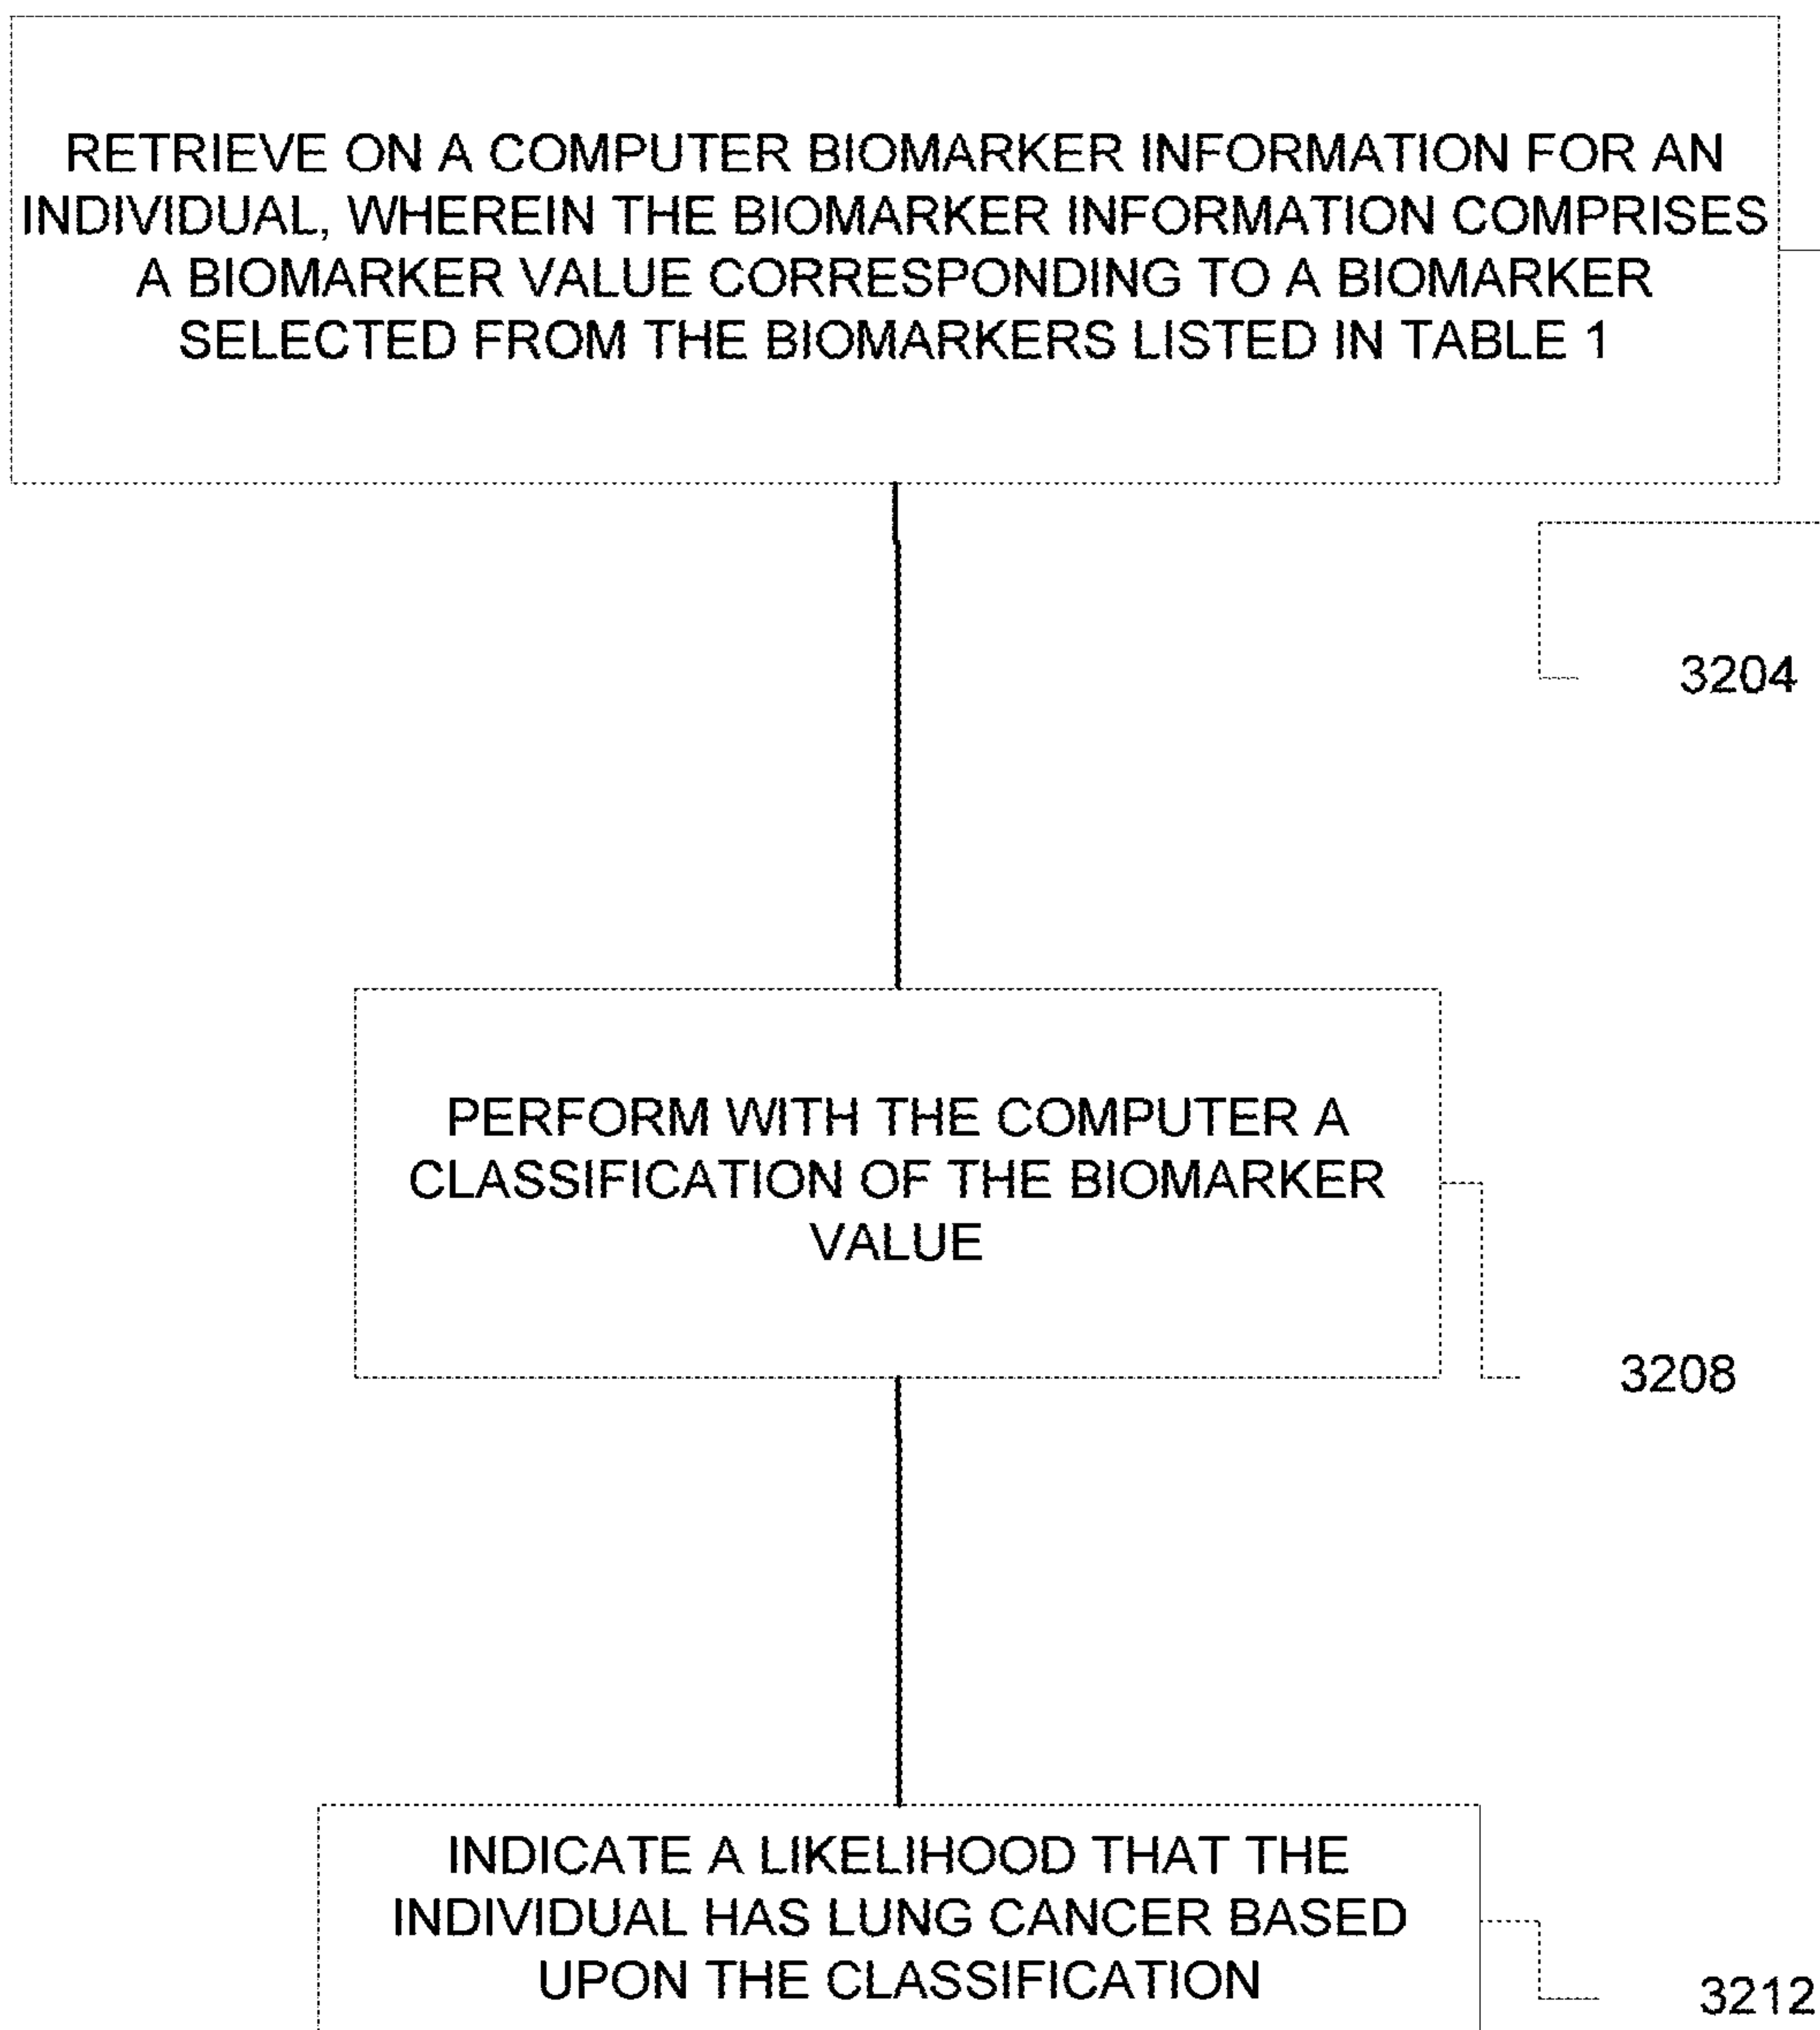 RETRIEVE ON A COMPUTER BIOMARKER INFORMATION FOR AN
INDIVIDUAL, WHEREIN THE BIOMARKER INFORMATION COMPRISES
A BIOMARKER VALUE CORRESPONDING TO A BIOMARKER
SELECTED FROM THE BIOMARKERS LISTED IN TABLE 1
3204
PERFORM WITH THE COMPUTER A
CLASSIFICATION OF THE BIOMARKER
VALUE
3208
INDICATE A LIKELIHOOD THAT THE
INDIVIDUAL HAS LUNG CANCER BASED
UPON THE CLASSIFICATION
3212